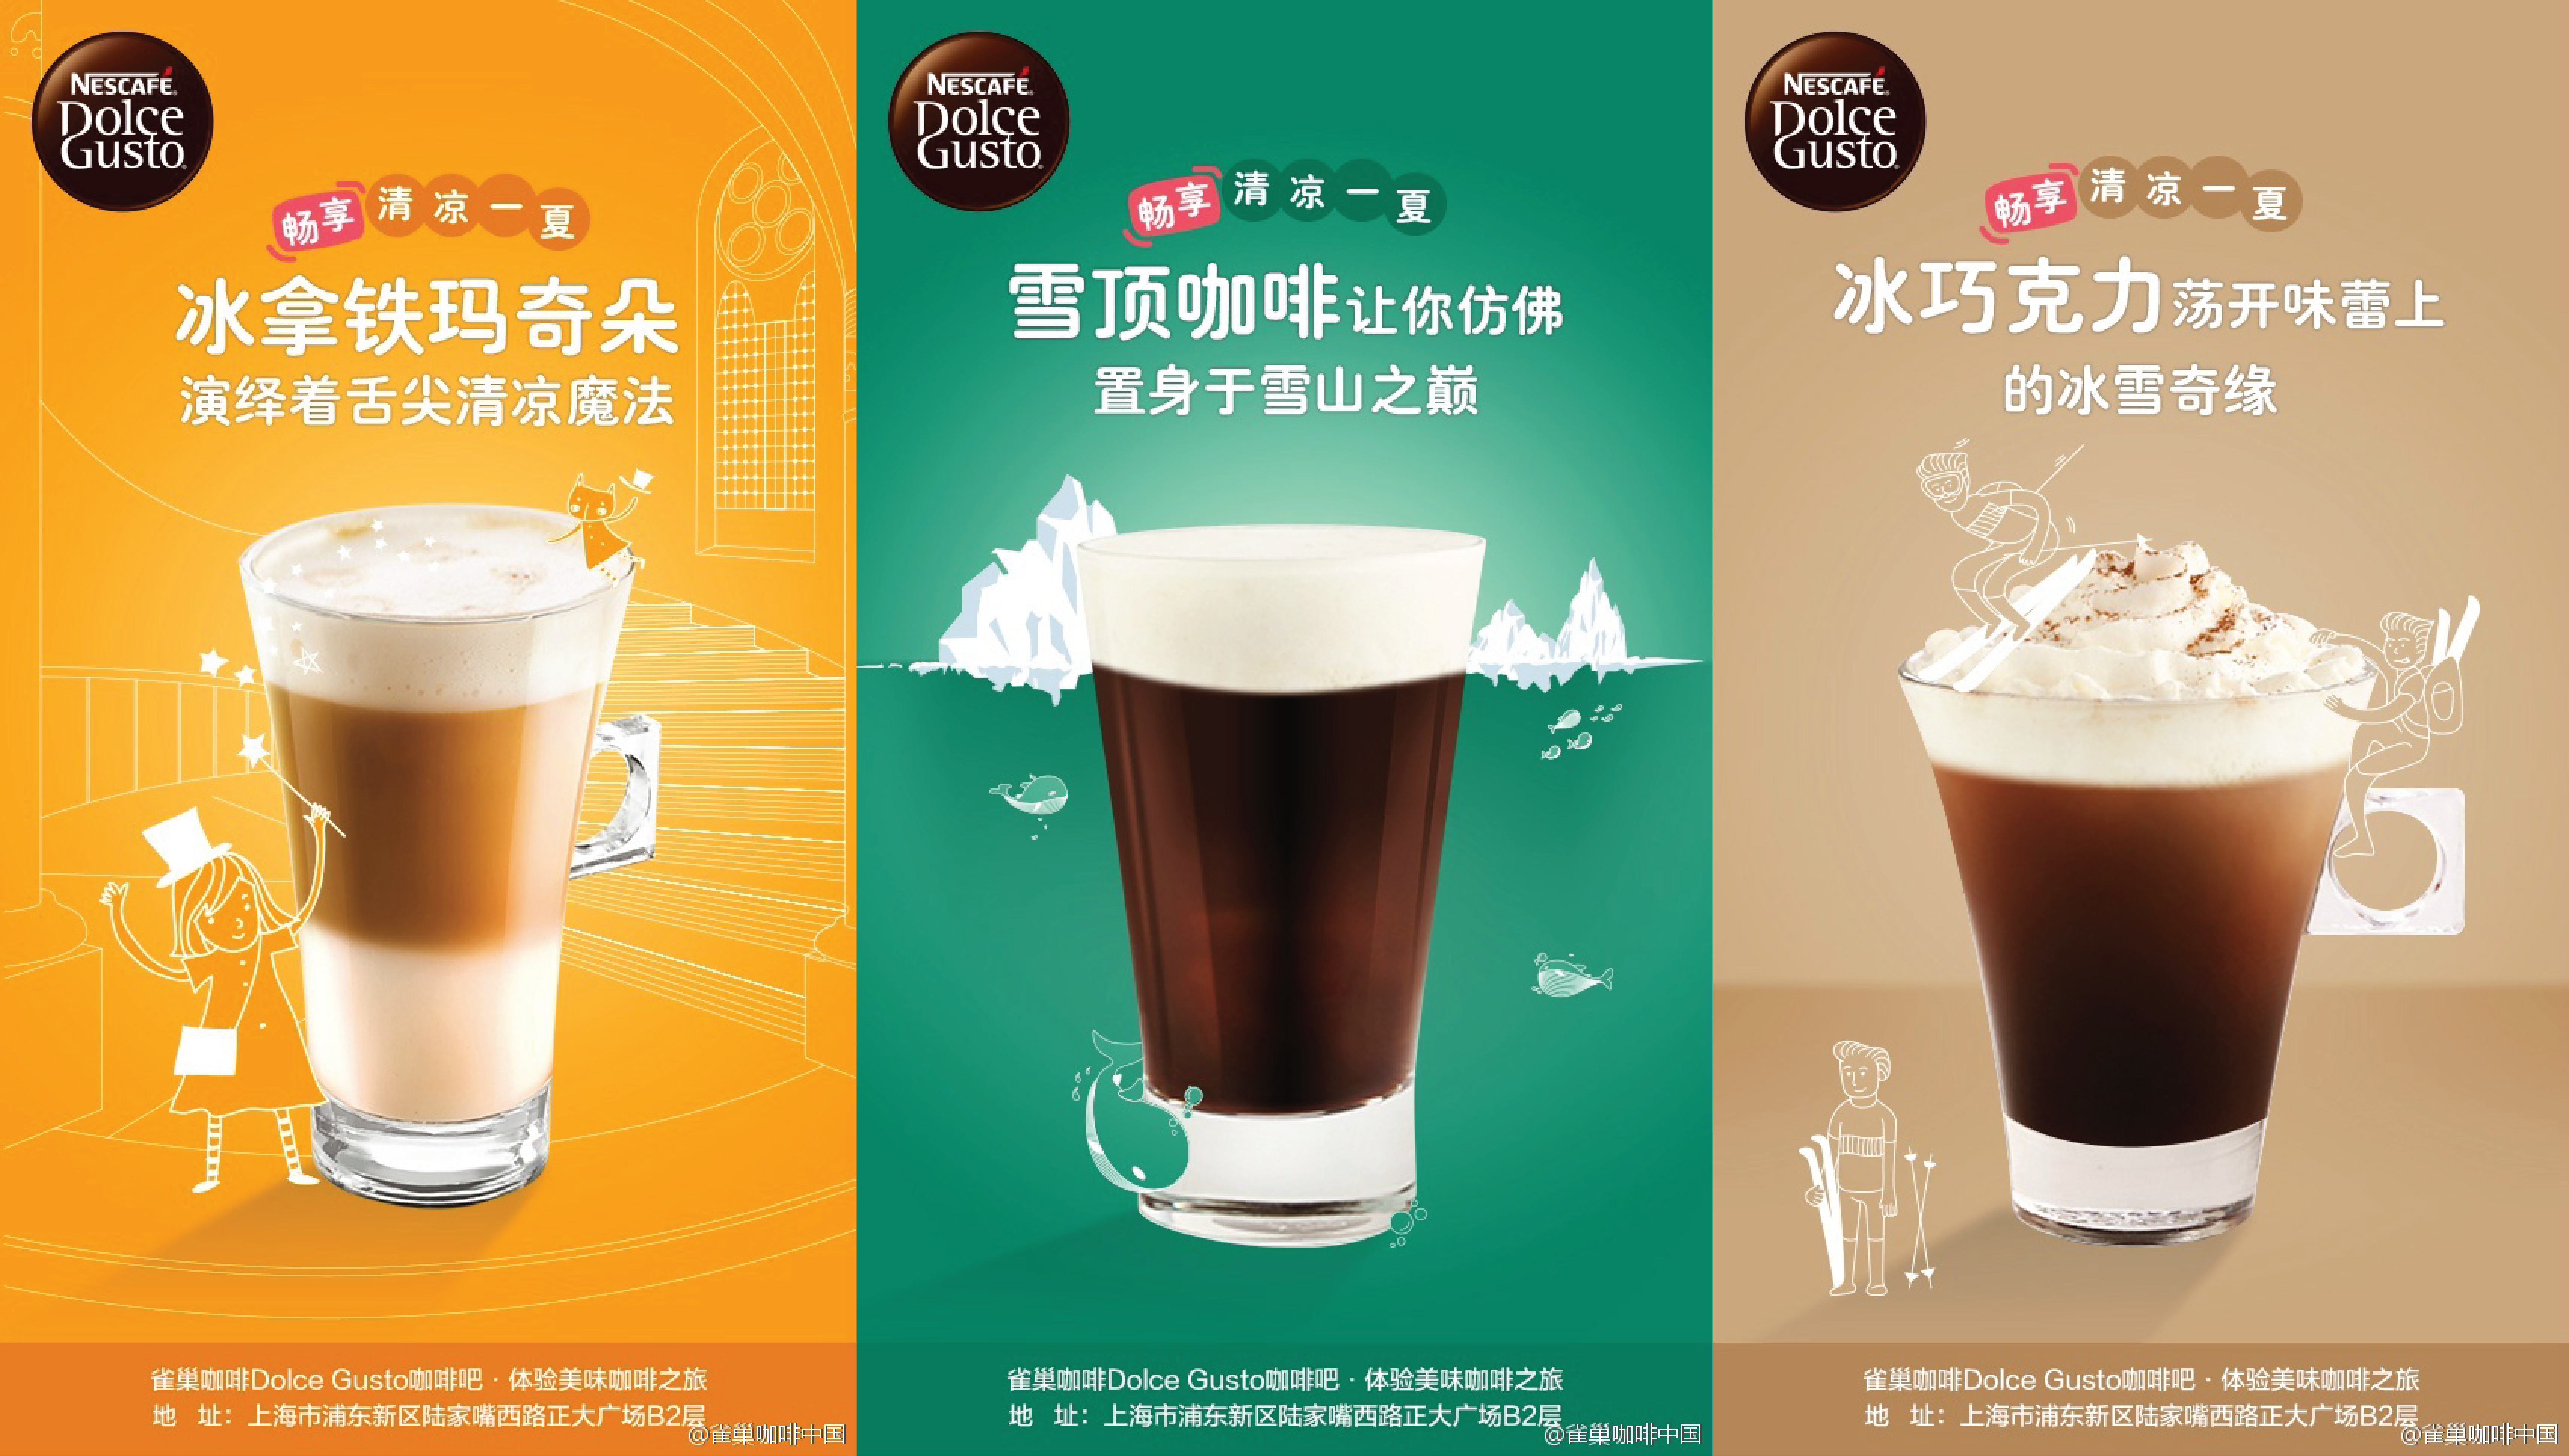 NESCAFÉ
Dolce
Gusto
畅享清凉一夏
冰拿铁玛奇朵
演绎着舌尖清凉魔法
雀巢咖啡Dolce Gusto咖啡吧·体验美味咖啡之旅
地 址：上海市浦东新区陆家嘴西路正大广场B2层
@雀巢咖啡中国
NESCAFÉ
Dolce
Gusto
畅享清凉一夏
雪顶咖啡让你仿佛
置身于雪山之巅
雀巢咖啡Dolce Gusto咖啡吧·体验美味咖啡之旅
地 址：上海市浦东新区陆家嘴西路正大广场B2层
@雀巢咖啡中国
NESCAFÉ
Dolce
Gusto
畅享清凉一夏
冰巧克力荡开味蕾上
的冰雪奇缘
雀巢咖啡Dolce Gusto咖啡吧·体验美味咖啡之旅
地 址：上海市浦东新区陆家嘴西路正大广场B2层
@雀巢咖啡中国